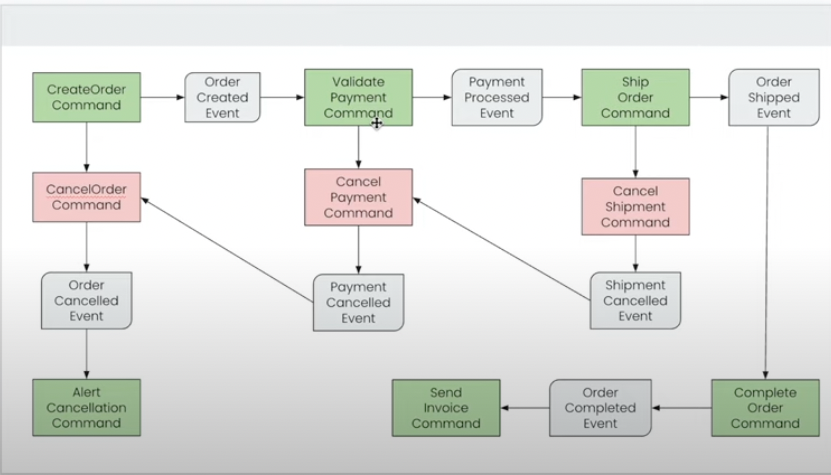 CreateOrder
Command
Order
Created
Event
Validate
Payment
Command
Payment
Processed
Event
Ship
Order
Command
Order
Shipped
Event
CancelOrder
Command
Cancel
Payment
Command
Cancel
Shipment
Command
Order
Cancelled
Event
Payment
Cancelled
Event
Shipment
Cancelled
Event
Alert
Cancellation
Command
Send
Invoice
Command
Order
Completed
Event
Complete
Order
Command